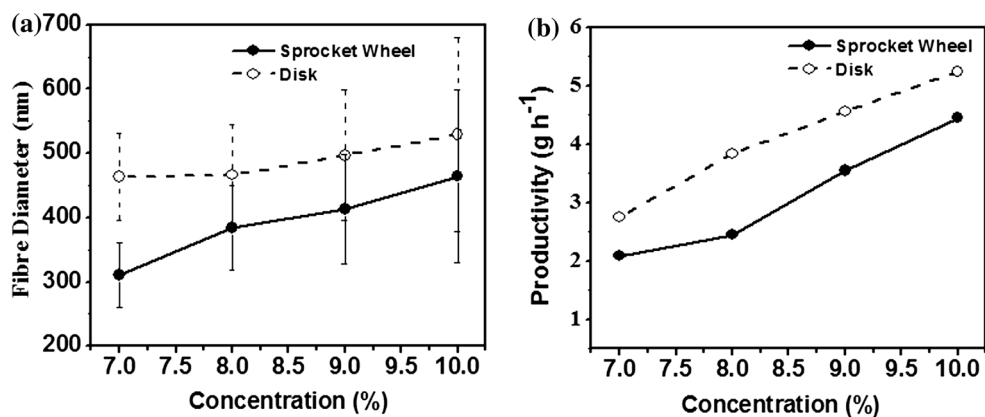 (a)
700
600
500
400
300
200
Fibre Diameter (nm)
Sprocket Wheel
Disk
7.0 7.5 8.0 8.5 9.0 9.5 10.0
Concentration (%)
(b)
6
5
4
3
2
1
Productivity (g h⁻¹)
Sprocket Wheel
Disk
7.0 7.5 8.0 8.5 9.0 9.5 10.0
Concentration (%)